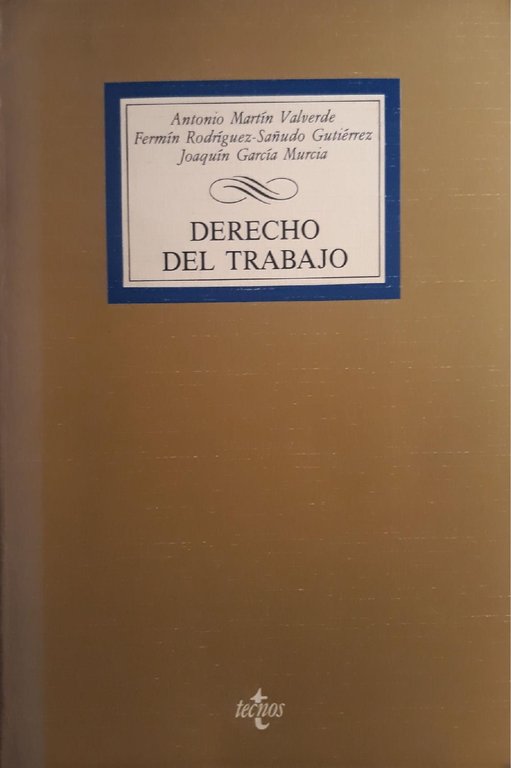 Antonio Martín Valverde
Fermín Rodríguez-Sañudo Gutiérrez
Joaquín García Murcia
DERECHO
DEL TRABAJO
tecnos